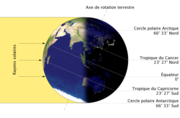 Axe de rotation terrestre
Cercle polaire Arctique
66° 33' Nord
Rayons solaires
Tropique du Cancer
23° 27' Nord
Équateur
0°
Tropique du Capricorne
23° 27' Sud
Cercle polaire Antarctique
66° 33' Sud